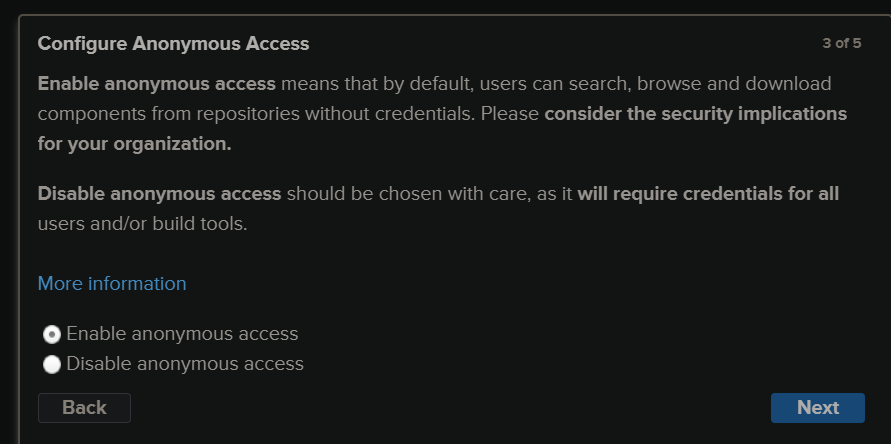 Configure Anonymous Access
3 of 5
Enable anonymous access means that by default, users can search, browse and download
components from repositories without credentials. Please consider the security implications
for your organization.
Disable anonymous access should be chosen with care, as it will require credentials for all
users and/or build tools.
More information
Enable anonymous access
Disable anonymous access
Back
Next